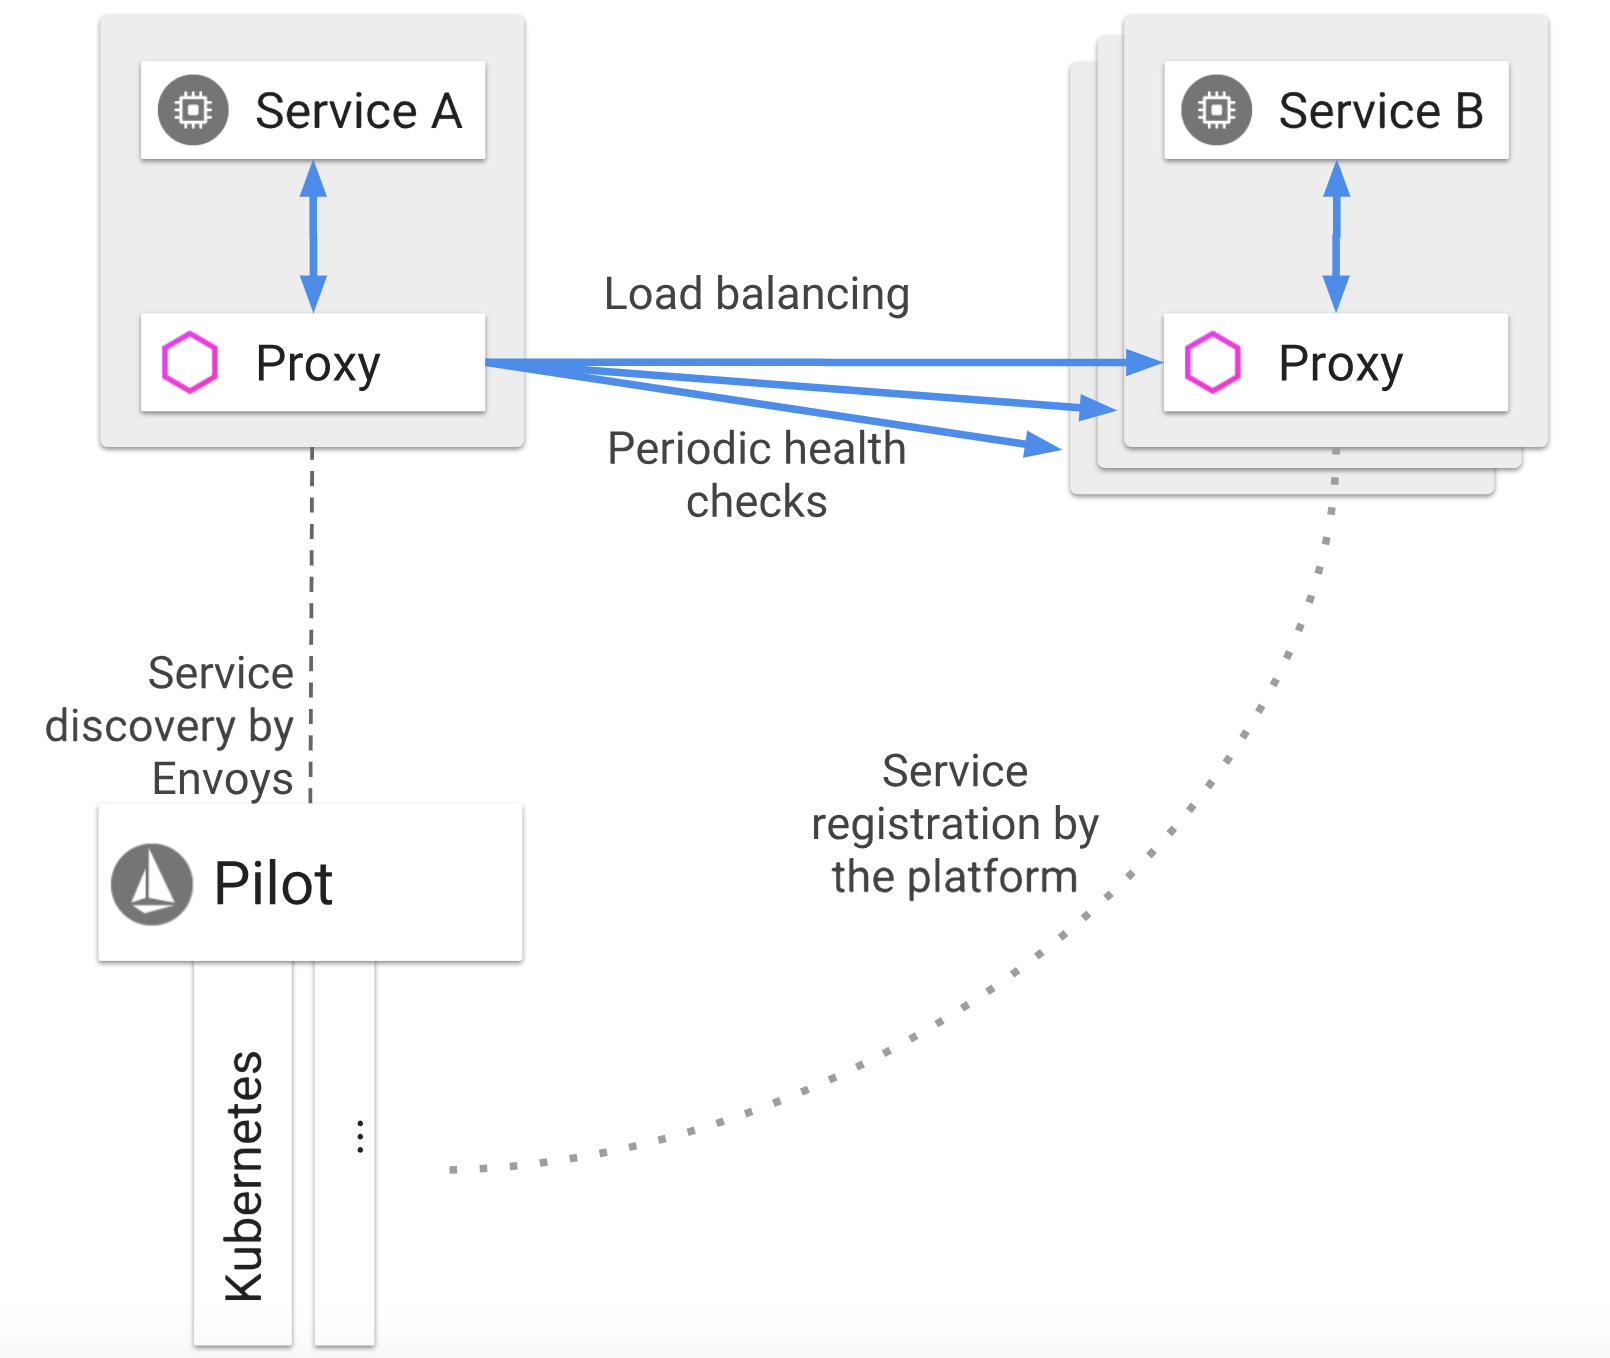 Service A
Proxy
Load balancing
Periodic health
checks
Service B
Proxy
Service
discovery by
Envoys
Pilot
Service
registration by
the platform
Kubernetes
...